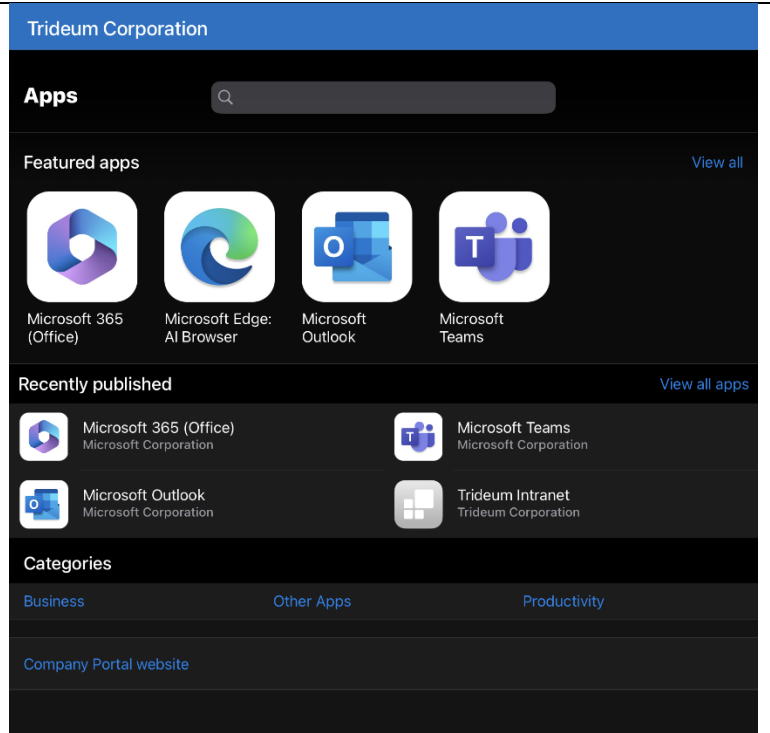 Trideum Corporation
Apps
Featured apps
View all
Microsoft 365
(Office)
Microsoft Edge:
AI Browser
Microsoft
Outlook
Microsoft
Teams
Recently published
View all apps
Microsoft 365 (Office)
Microsoft Corporation
Microsoft Teams
Microsoft Corporation
Microsoft Outlook
Microsoft Corporation
Trideum Intranet
Trideum Corporation
Categories
Business
Other Apps
Productivity
Company Portal website